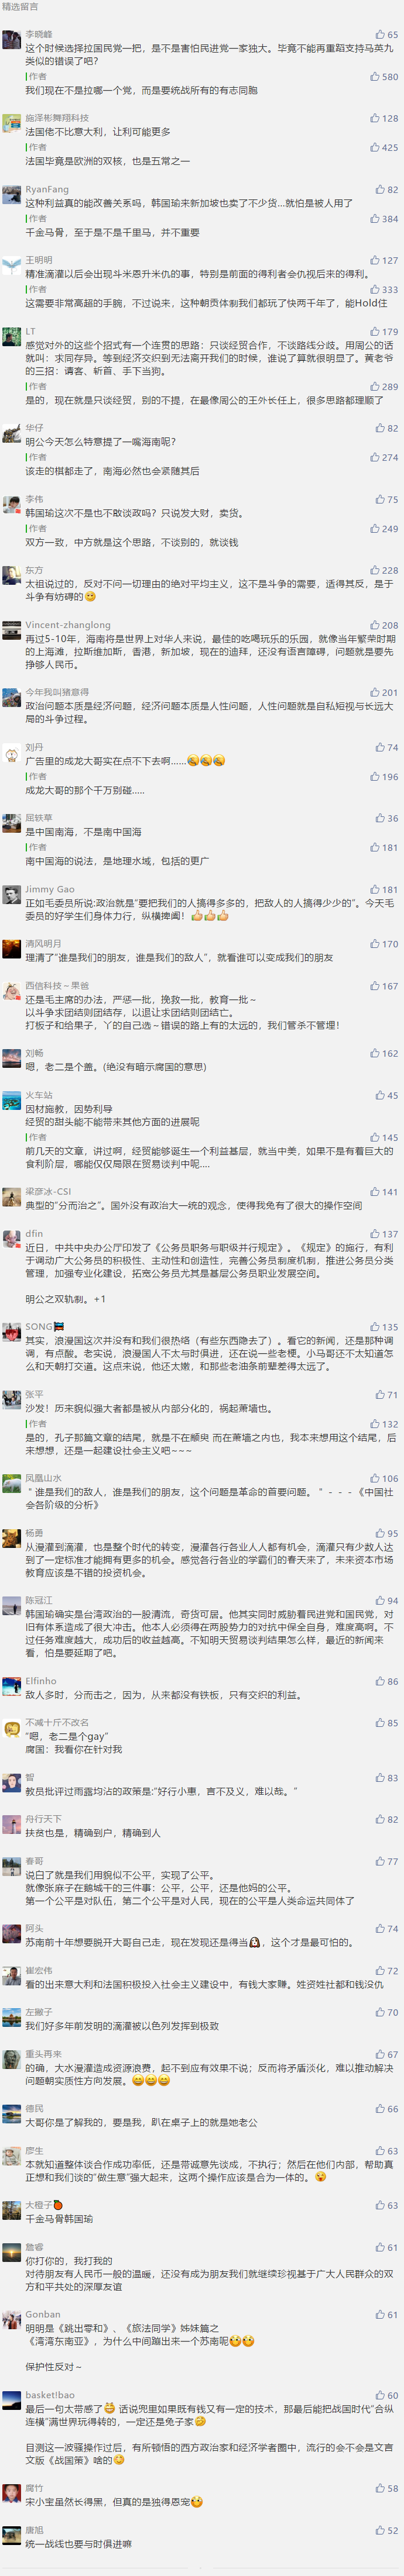 精选留言
李晓峰 65
这个时候选择拉国民党一把，是不是害怕民进党一家独大。毕竟不能再重蹈支持马英九
类似的错误了吧？
作者 580
我们现在不是拉哪一个党，而是要统战所有的有志同胞
施泽彬舞翔科技 128
法国佬不比意大利，让利可能更多
作者 425
法国毕竟是欧洲的双核，也是五常之一
RyanFang 82
这种利益真的能改善关系吗，韩国瑜来新加坡也卖了不少货...就怕是被人用了
作者 384
千金马骨，至于是不是千里马，并不重要
王明明 127
精准滴灌以后会出现斗米恩升米仇的事，特别是前面的得利者会仇视后来的得利。
作者 333
这需要非常高超的手腕，不过说来，这种朝贡体制我们都玩了快两千年了，能Hold住
LT 179
感觉对外的这些个招式有一个连贯的思路：只谈经贸合作，不谈路线分歧。用周公的话
就叫：求同存异。等到经济交织到无法离开我们的时候，谁说了算就很明显了。黄老爷
的三招：请客、斩首、手下当狗。
作者 289
是的，现在就是只谈经贸，别的不提，在最像周公的王外长任上，很多思路都理顺了
华仔 82
明公今天怎么特意提了一嘴海南呢？
作者 274
该走的棋都走了，南海必然也会紧随其后
李伟 75
韩国瑜这次不是也不敢谈政吗？只说发大财，卖货。
作者 249
双方一致，中方就是这个思路，不谈别的，就谈钱
东方 228
太祖说过的，反对不问一切理由的绝对平均主义，这不是斗争的需要，适得其反，是于
斗争有妨碍的
Vincent-zhanglong 208
再过5-10年，海南将是世界上对华人来说，最佳的吃喝玩乐的乐园，就像当年繁荣时期
的上海滩，拉斯维加斯，香港，新加坡，现在的迪拜，还没有语言障碍，问题就是要先
挣够人民币。
今年我叫猪意得 201
政治问题本质是经济问题，经济问题本质是人性问题，人性问题就是自私短视与长远大
局的斗争过程。
刘丹 74
广告里的成龙大哥实在点不下去啊......
作者 196
成龙大哥的那个千万别碰.....
屈铁草 36
是中国南海，不是南中国海
作者 181
南中国海的说法，是地理水域，包括的更广
Jimmy Gao 181
正如毛委员所说:政治就是“要把我们的人搞得多多的，把敌人的人搞得少少的”。今天毛
委员的好学生们身体力行，纵横捭阖！
清风明月 170
理清了“谁是我们的朋友，谁是我们的敌人”，就看谁可以变成我们的朋友
西信科技～果爸 167
还是毛主席的办法，严惩一批，挽救一批，教育一批～
以斗争求团结则团结存，以退让求团结则团结亡。
打板子和给果子，丫的自己选～错误的路上有的太远的，我们管杀不管埋！
刘畅 162
嗯，老二是个盖。(绝没有暗示腐国的意思)
火车站 45
因材施教，因势利导
经贸的甜头能不能带来其他方面的进展呢
作者 145
前几天的文章，讲过啊，经贸能够诞生一个利益基层，就当中美，如果不是有着巨大的
食利阶层，哪能仅仅局限在贸易谈判中呢....
梁彦冰-CSI 141
典型的“分而治之”。国外没有政治大一统的观念，使得我兔有了很大的操作空间
dfin 137
近日，中共中央办公厅印发了《公务员职务与职级并行规定》。《规定》的施行，有利
于调动广大公务员的积极性、主动性和创造性，完善公务员制度机制，推进公务员分类
管理，加强专业化建设，拓宽公务员尤其是基层公务员职业发展空间。
明公之双轨制。+1
SONG 135
其实，浪漫国这次并没有和我们很热络（有些东西隐去了）。看它的新闻，还是那种调
调，有点酸。老实说，浪漫国人不太与时俱进，还在说一些老梗。小马哥还不太知道怎
么和天朝打交道。这点来说，他还太嫩，和那些老油条前辈差得太远了。
张平 71
沙发！历来貌似强大者都是被从内部分化的，祸起萧墙也。
作者 132
是的，孔子那篇文章的结尾，就是不在颛臾 而在萧墙之内也，我本来想用这个结尾，后
来想想，还是一起建设社会主义吧~~~
凤凰山水 106
＂谁是我们的敌人，谁是我们的朋友，这个问题是革命的首要问题。＂- - -《中国社
会各阶级的分析》
杨勇 95
从漫灌到滴灌，也是整个时代的转变，漫灌各行各业人人都有机会，滴灌只有少数人达
到了一定标准才能拥有更多的机会。感觉各行各业的学霸们的春天来了，未来资本市场
教育应该是不错的投资机会。
陈冠江 94
韩国瑜确实是台湾政治的一股清流，奇货可居。他其实同时威胁看民进党和国民党，对
旧有体系造成了很大冲击。他本人必须得在两股势力的对抗中保全自身，难度高啊。不
过任务难度越大，成功后的收益越高。不知明天贸易谈判结果怎么样，最近的新闻来
看，怕是要延期了吧。
Elfinho 86
敌人多时，分而击之，因为，从来都没有铁板，只有交织的利益。
不减十斤不改名 85
“嗯，老二是个gay”
腐国：我看你在针对我
智 83
教员批评过雨露均沾的政策是:“好行小惠，言不及义，难以哉。”
舟行天下 82
扶贫也是，精确到户，精确到人
春哥 77
说白了就是我们用貌似不公平，实现了公平。
就像张麻子在鹅城干的三件事：公平，公平，还是他妈的公平。
第一个公平是对队伍，第二个公平是对人民，现在的公平是人类命运共同体了
阿头 74
苏南前十年想要脱开大哥自己走，现在发现还是得当，这个才是最可怕的。
崔宏伟 72
看的出来意大利和法国积极投入社会主义建设中，有钱大家赚。姓资姓社都和钱没仇
左撇子 70
我们好多年前发明的滴灌被以色列发挥到极致
重头再来 67
的确，大水漫灌造成资源浪费，起不到应有效果不说；反而将矛盾淡化，难以推动解决
问题朝实质性方向发展。
德民 66
大哥你是了解我的，要是我，趴在桌子上的就是她老公
廖生 63
本就知道整体谈合作成功率低，还是带诚意先谈成，不执行；然后在他们内部，帮助真
正想和我们谈的“做生意”强大起来，这两个操作应该是合为一体的。
大橙子 63
千金马骨韩国瑜
詹睿 61
你打你的，我打我的
对待朋友有人民币一般的温暖，还没有成为朋友我们就继续珍视基于广大人民群众的双
方和平共处的深厚友谊
Gonban 61
明明是《跳出零和》、《旅法同学》姊妹篇之
《湾湾东南亚》，为什么中间蹦出来一个苏南呢
保护性反对～
basket!bao 60
最后一句太带感了 话说兜里如果既有钱又有一定的技术，那最后能把战国时代“合纵
连横”满世界玩得转的，一定还是兔子家
目测这一波骚操作过后，有所顿悟的西方政治家和经济学者圈中，流行的会不会是文言
文版《战国策》啥的
腐竹 58
宋小宝虽然长得黑，但真的是独得恩宠
唐旭 52
统一战线也要与时俱进嘛